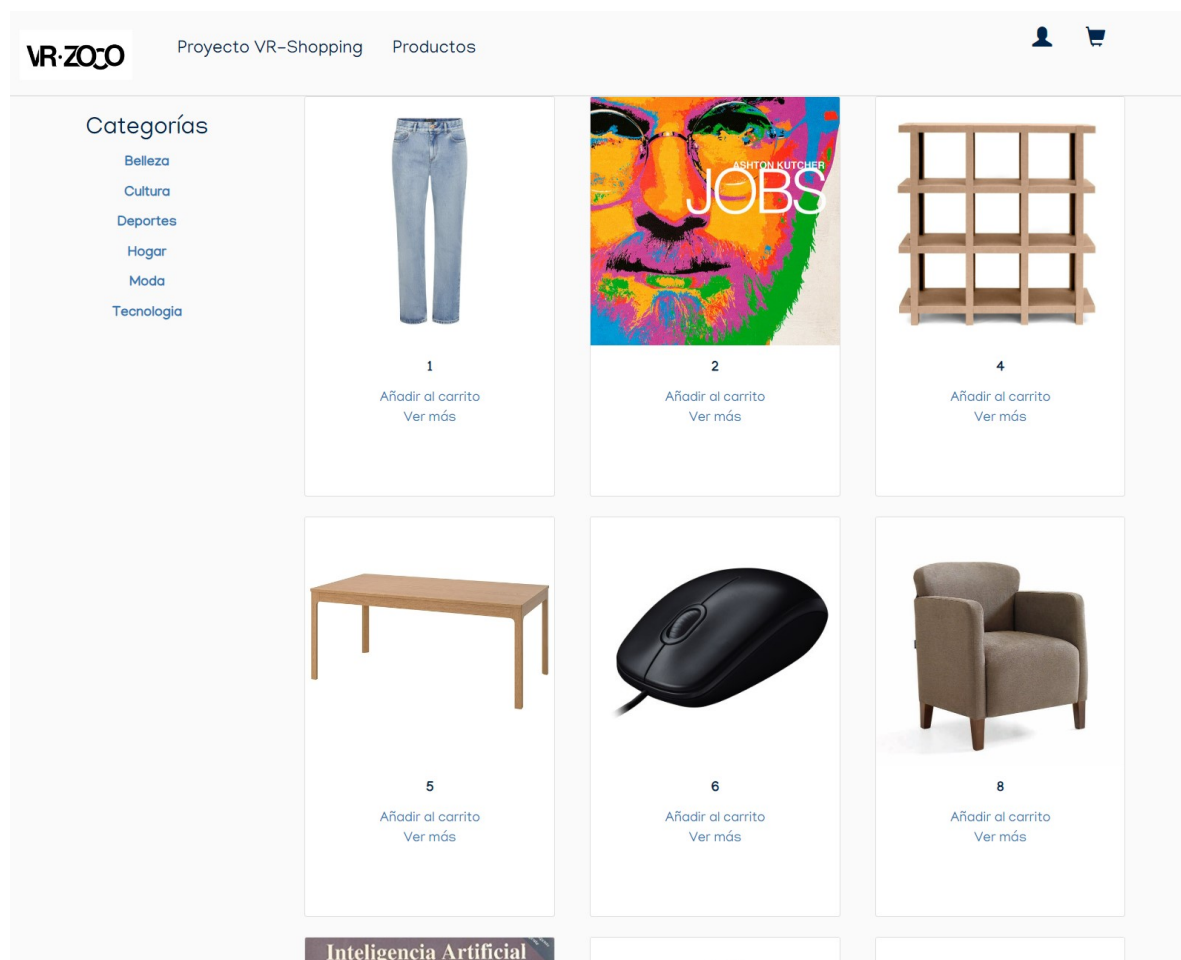 VR·ZOCO
Proyecto VR-Shopping
Productos
Categorías
Belleza
Cultura
Deportes
Hogar
Moda
Tecnologia
ASHTON KUTCHER
JOBS
1
Añadir al carrito
Ver más
2
Añadir al carrito
Ver más
4
Añadir al carrito
Ver más
5
Añadir al carrito
Ver más
6
Añadir al carrito
Ver más
8
Añadir al carrito
Ver más
Inteligencia Artificial